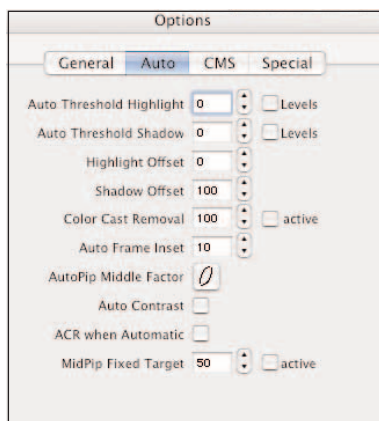 Options
General Auto CMS Special
Auto Threshold Highlight 0 Levels
Auto Threshold Shadow 0 Levels
Highlight Offset 0
Shadow Offset 100
Color Cast Removal 100 active
Auto Frame Inset 10
AutoPip Middle Factor
Auto Contrast
ACR when Automatic
MidPip Fixed Target 50 active